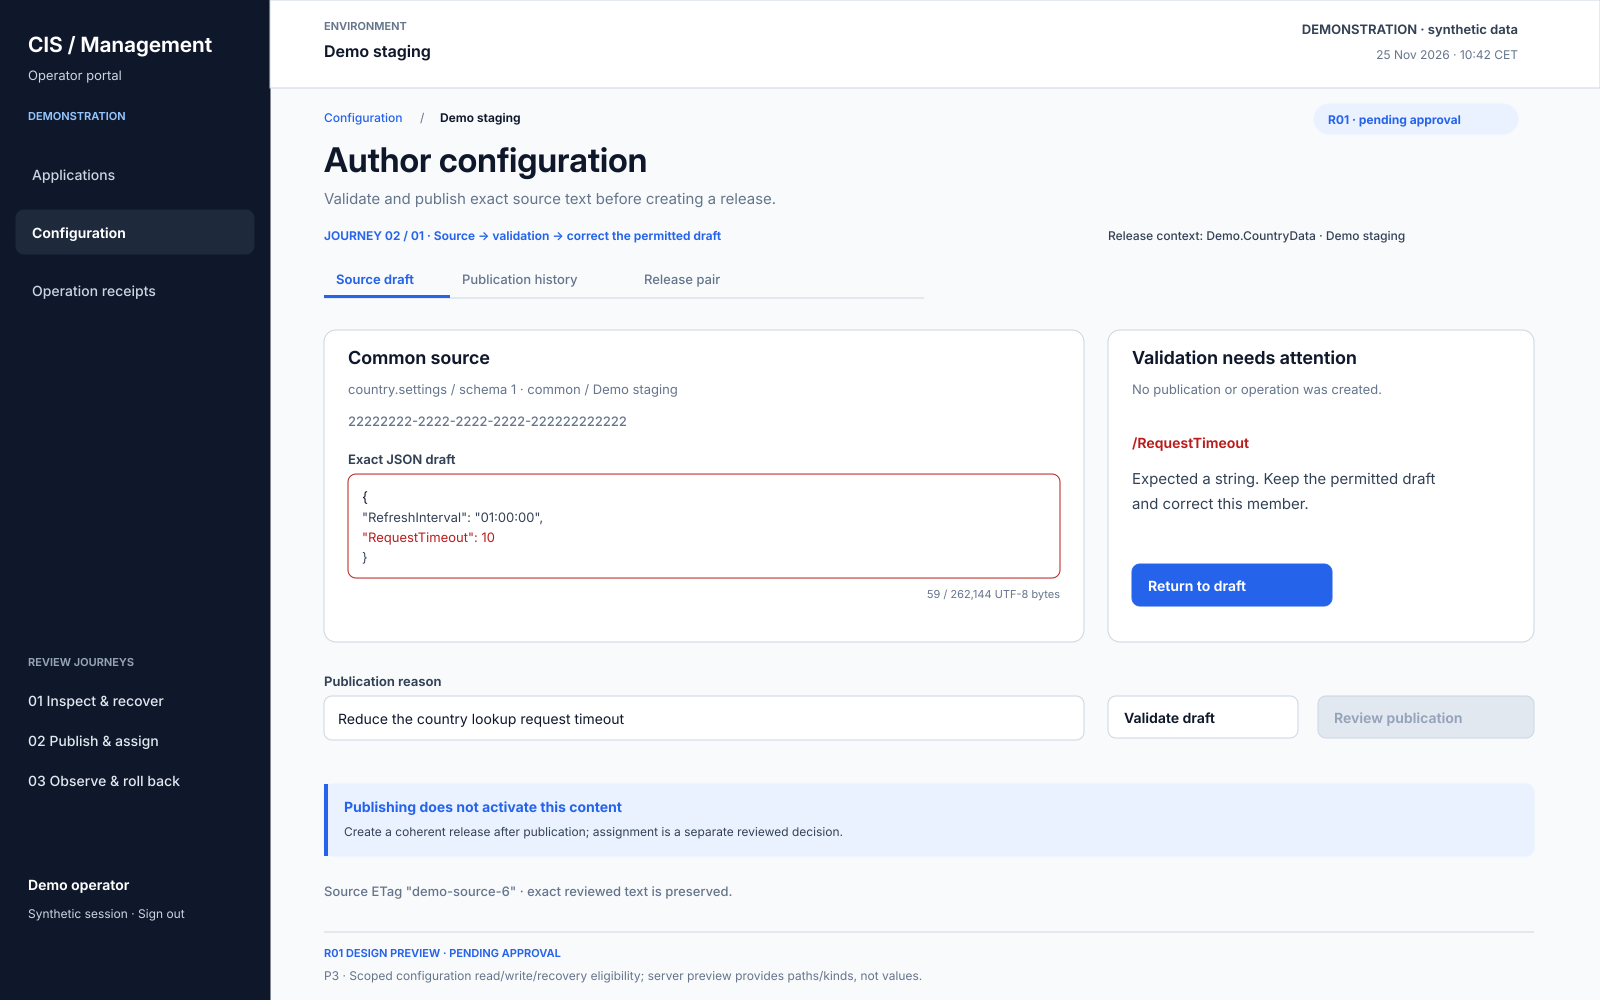 CIS / Management
Operator portal
DEMONSTRATION
Applications
Configuration
Operation receipts
REVIEW JOURNEYS
01 Inspect & recover
02 Publish & assign
03 Observe & roll back
Demo operator
Synthetic session · Sign out
ENVIRONMENT
Demo staging
DEMONSTRATION · synthetic data
25 Nov 2026 · 10:42 CET
Configuration / Demo staging
R01 · pending approval
Author configuration
Validate and publish exact source text before creating a release.
JOURNEY 02 / 01 · Source → validation → correct the permitted draft
Release context: Demo.CountryData · Demo staging
Source draft
Publication history
Release pair
Common source
country.settings / schema 1 · common / Demo staging
22222222-2222-2222-2222-222222222222
Exact JSON draft
{
"RefreshInterval": "01:00:00",
"RequestTimeout": 10
}
59 / 262,144 UTF-8 bytes
Validation needs attention
No publication or operation was created.
/RequestTimeout
Expected a string. Keep the permitted draft
and correct this member.
Return to draft
Publication reason
Reduce the country lookup request timeout
Validate draft
Review publication
Publishing does not activate this content
Create a coherent release after publication; assignment is a separate reviewed decision.
Source ETag "demo-source-6" · exact reviewed text is preserved.
R01 DESIGN PREVIEW · PENDING APPROVAL
P3 · Scoped configuration read/write/recovery eligibility; server preview provides paths/kinds, not values.